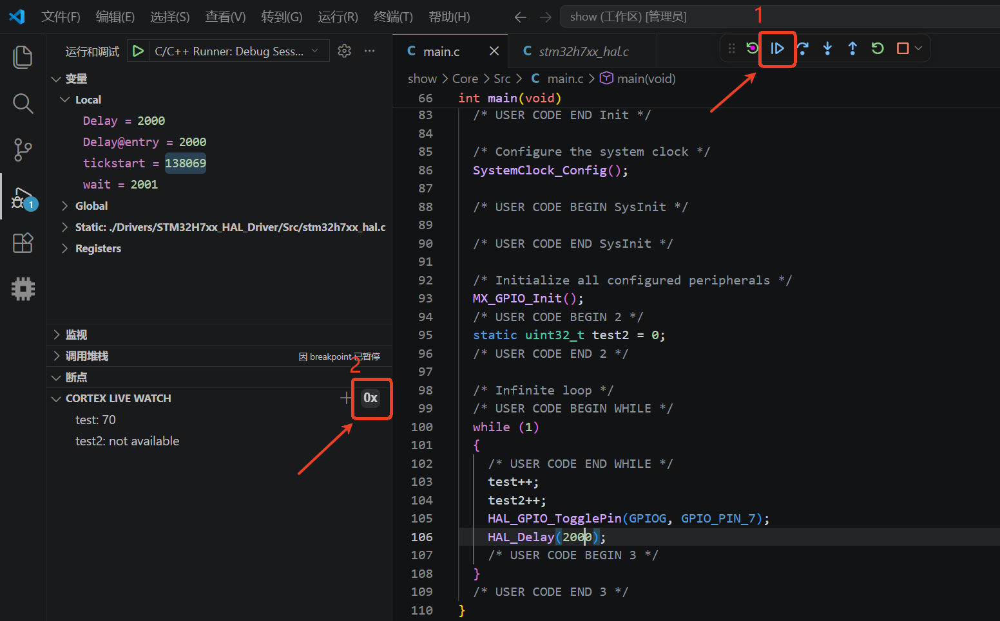 文件(F) 编辑(E) 选择(S) 查看(V) 转到(G) 运行(R) 终端(T) 帮助(H) show (工作区) [管理员]
1
运行和调试 C/C++ Runner: Debug Sess...
变量
Local
Delay = 2000
Delay@entry = 2000
tickstart = 138069
wait = 2001
1
Global
Static: ./Drivers/STM32H7xx_HAL_Driver/Src/stm32h7xx_hal.c
Registers
监视
调用堆栈 因 breakpoint 已暂停
2
断点
CORTEX LIVE WATCH 0x
test: 70
test2: not available
C main.c C stm32h7xx_hal.c
show > Core > Src > C main.c > main(void)
66 int main(void)
83 /* USER CODE END Init */
84
85 /* Configure the system clock */
86 SystemClock_Config();
87
88 /* USER CODE BEGIN SysInit */
89
90 /* USER CODE END SysInit */
91
92 /* Initialize all configured peripherals */
93 MX_GPIO_Init();
94 /* USER CODE BEGIN 2 */
95 static uint32_t test2 = 0;
96 /* USER CODE END 2 */
97
98 /* Infinite loop */
99 /* USER CODE BEGIN WHILE */
100 while (1)
101 {
102 /* USER CODE END WHILE */
103 test++;
104 test2++;
105 HAL_GPIO_TogglePin(GPIOG, GPIO_PIN_7);
106 HAL_Delay(2000);
107 /* USER CODE BEGIN 3 */
108 }
109 /* USER CODE END 3 */
110 }